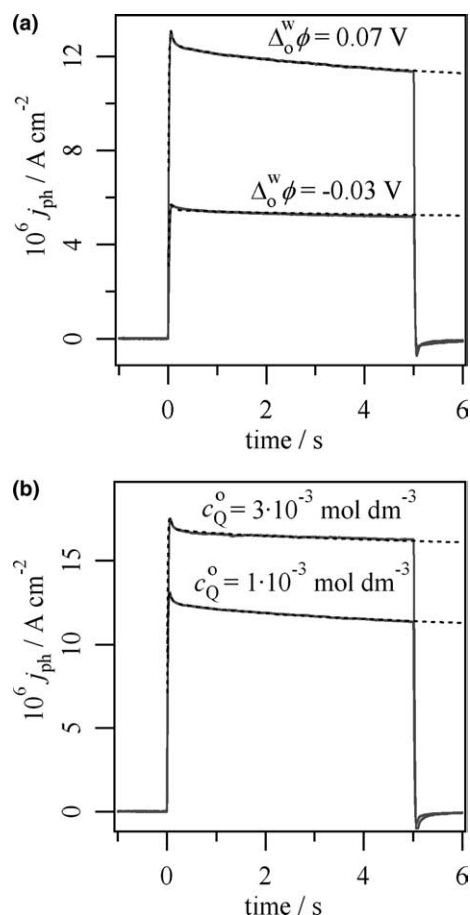 (a)
Δ_o^w ϕ = 0.07 V
Δ_o^w ϕ = -0.03 V
10^6 j_ph / A cm^-2
12
8
4
0
0 2 4 6
time / s
(b)
c_Q^o = 3·10^-3 mol dm^-3
c_Q^o = 1·10^-3 mol dm^-3
10^6 j_ph / A cm^-2
15
10
5
0
0 2 4 6
time / s